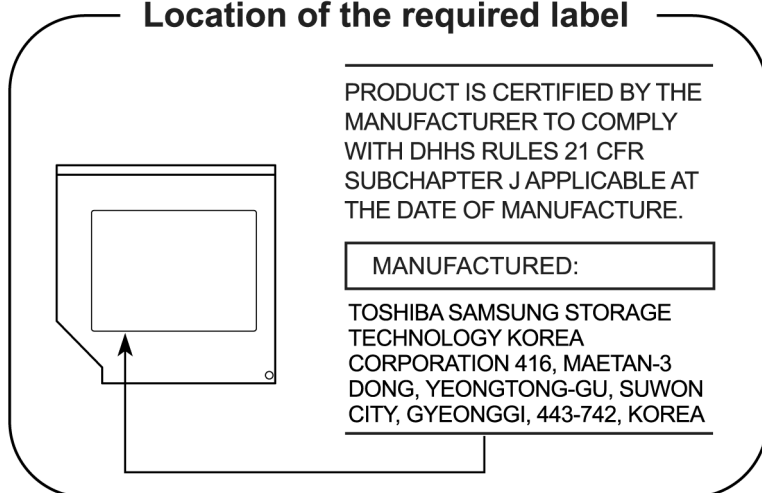 Location of the required label
PRODUCT IS CERTIFIED BY THE
MANUFACTURER TO COMPLY
WITH DHHS RULES 21 CFR
SUBCHAPTER J APPLICABLE AT
THE DATE OF MANUFACTURE.
MANUFACTURED:
TOSHIBA SAMSUNG STORAGE
TECHNOLOGY KOREA
CORPORATION 416, MAETAN-3
DONG, YEONGTONG-GU, SUWON
CITY, GYEONGGI, 443-742, KOREA